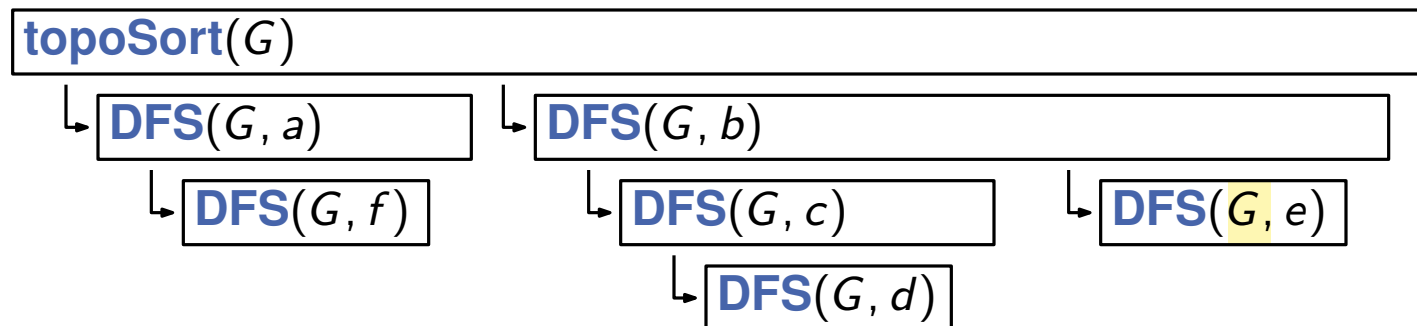 topoSort(G)
DFS(G, a) DFS(G, b)
DFS(G, f) DFS(G, c) DFS(G, e)
DFS(G, d)